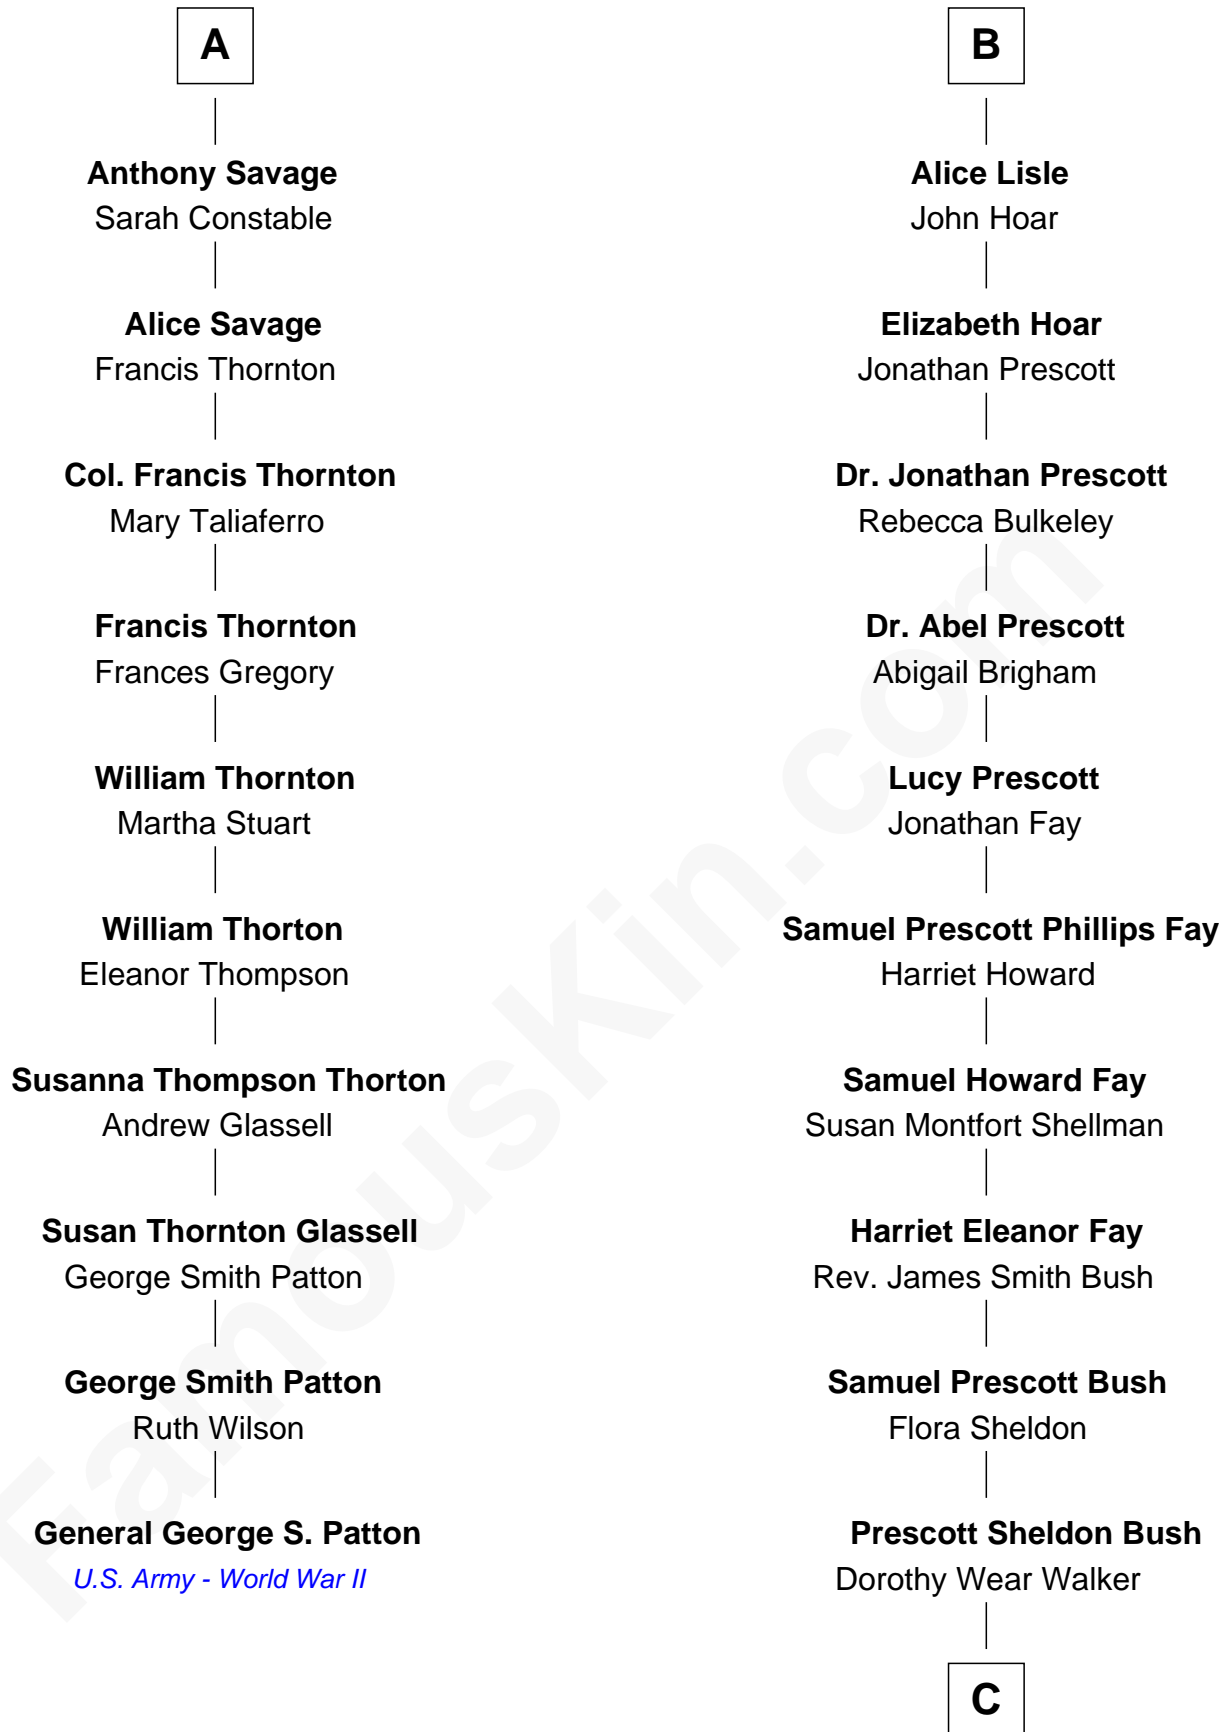 A
Anthony Savage
Sarah Constable
Alice Savage
Francis Thornton
Col. Francis Thornton
Mary Taliaferro
Francis Thornton
Frances Gregory
William Thornton
Martha Stuart
William Thorton
Eleanor Thompson
Susanna Thompson Thorton
Andrew Glassell
Susan Thornton Glassell
George Smith Patton
George Smith Patton
Ruth Wilson
General George S. Patton
U.S. Army - World War II
B
Alice Lisle
John Hoar
Elizabeth Hoar
Jonathan Prescott
Dr. Jonathan Prescott
Rebecca Bulkeley
Dr. Abel Prescott
Abigail Brigham
Lucy Prescott
Jonathan Fay
Samuel Prescott Phillips Fay
Harriet Howard
Samuel Howard Fay
Susan Montfort Shellman
Harriet Eleanor Fay
Rev. James Smith Bush
Samuel Prescott Bush
Flora Sheldon
Prescott Sheldon Bush
Dorothy Wear Walker
C
FamousKin.com